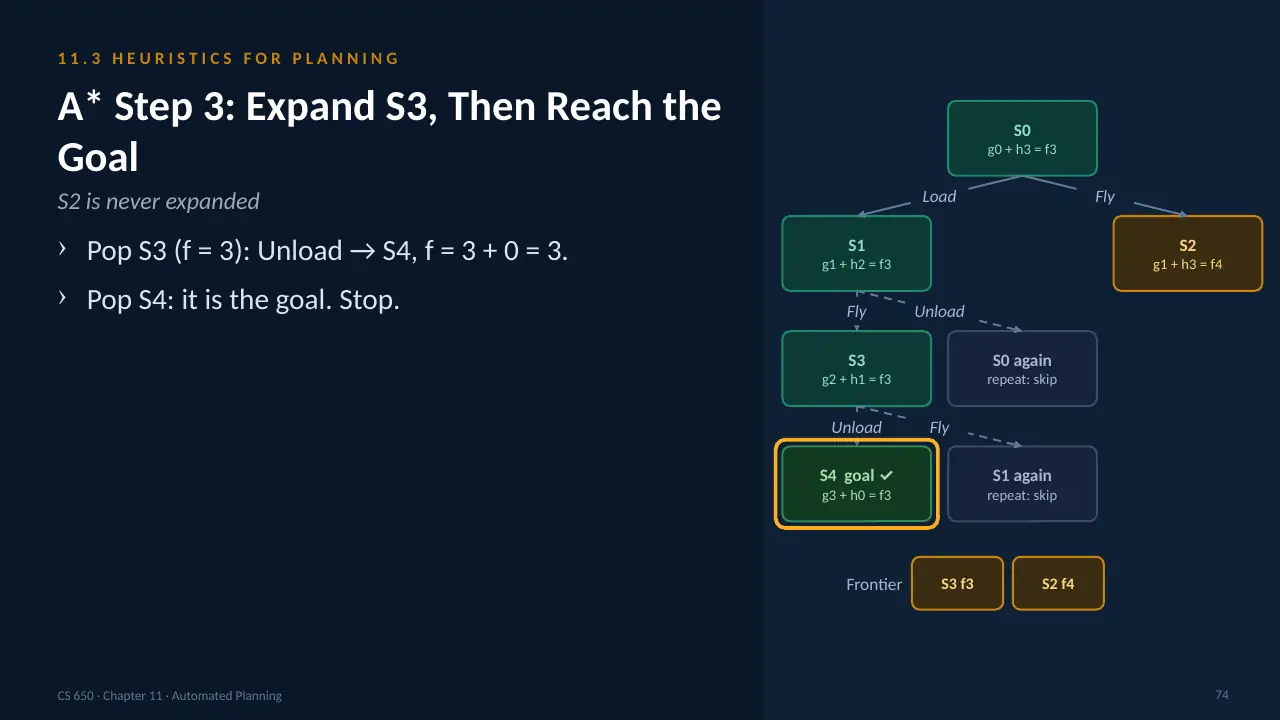 11.3 HEURISTICS FOR PLANNING
A* Step 3: Expand S3, Then Reach the
Goal
S2 is never expanded
› Pop S3 (f = 3): Unload → S4, f = 3 + 0 = 3.
› Pop S4: it is the goal. Stop.
S0
g0 + h3 = f3
Load
Fly
S1
g1 + h2 = f3
S2
g1 + h3 = f4
Fly
Unload
S3
g2 + h1 = f3
S0 again
repeat: skip
Unload
Fly
S4 goal ✓
g3 + h0 = f3
S1 again
repeat: skip
Frontier
S3 f3
S2 f4
CS 650 · Chapter 11 · Automated Planning
74